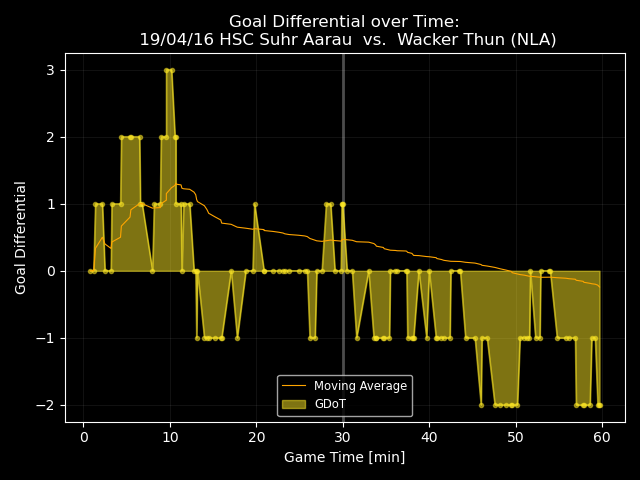 Goal Differential over Time:
19/04/16 HSC Suhr Aarau  vs.  Wacker Thun (NLA)
3
2
1
0
−1
−2
Goal Differential
Moving Average
GDoT
0 10 20 30 40 50 60
Game Time [min]